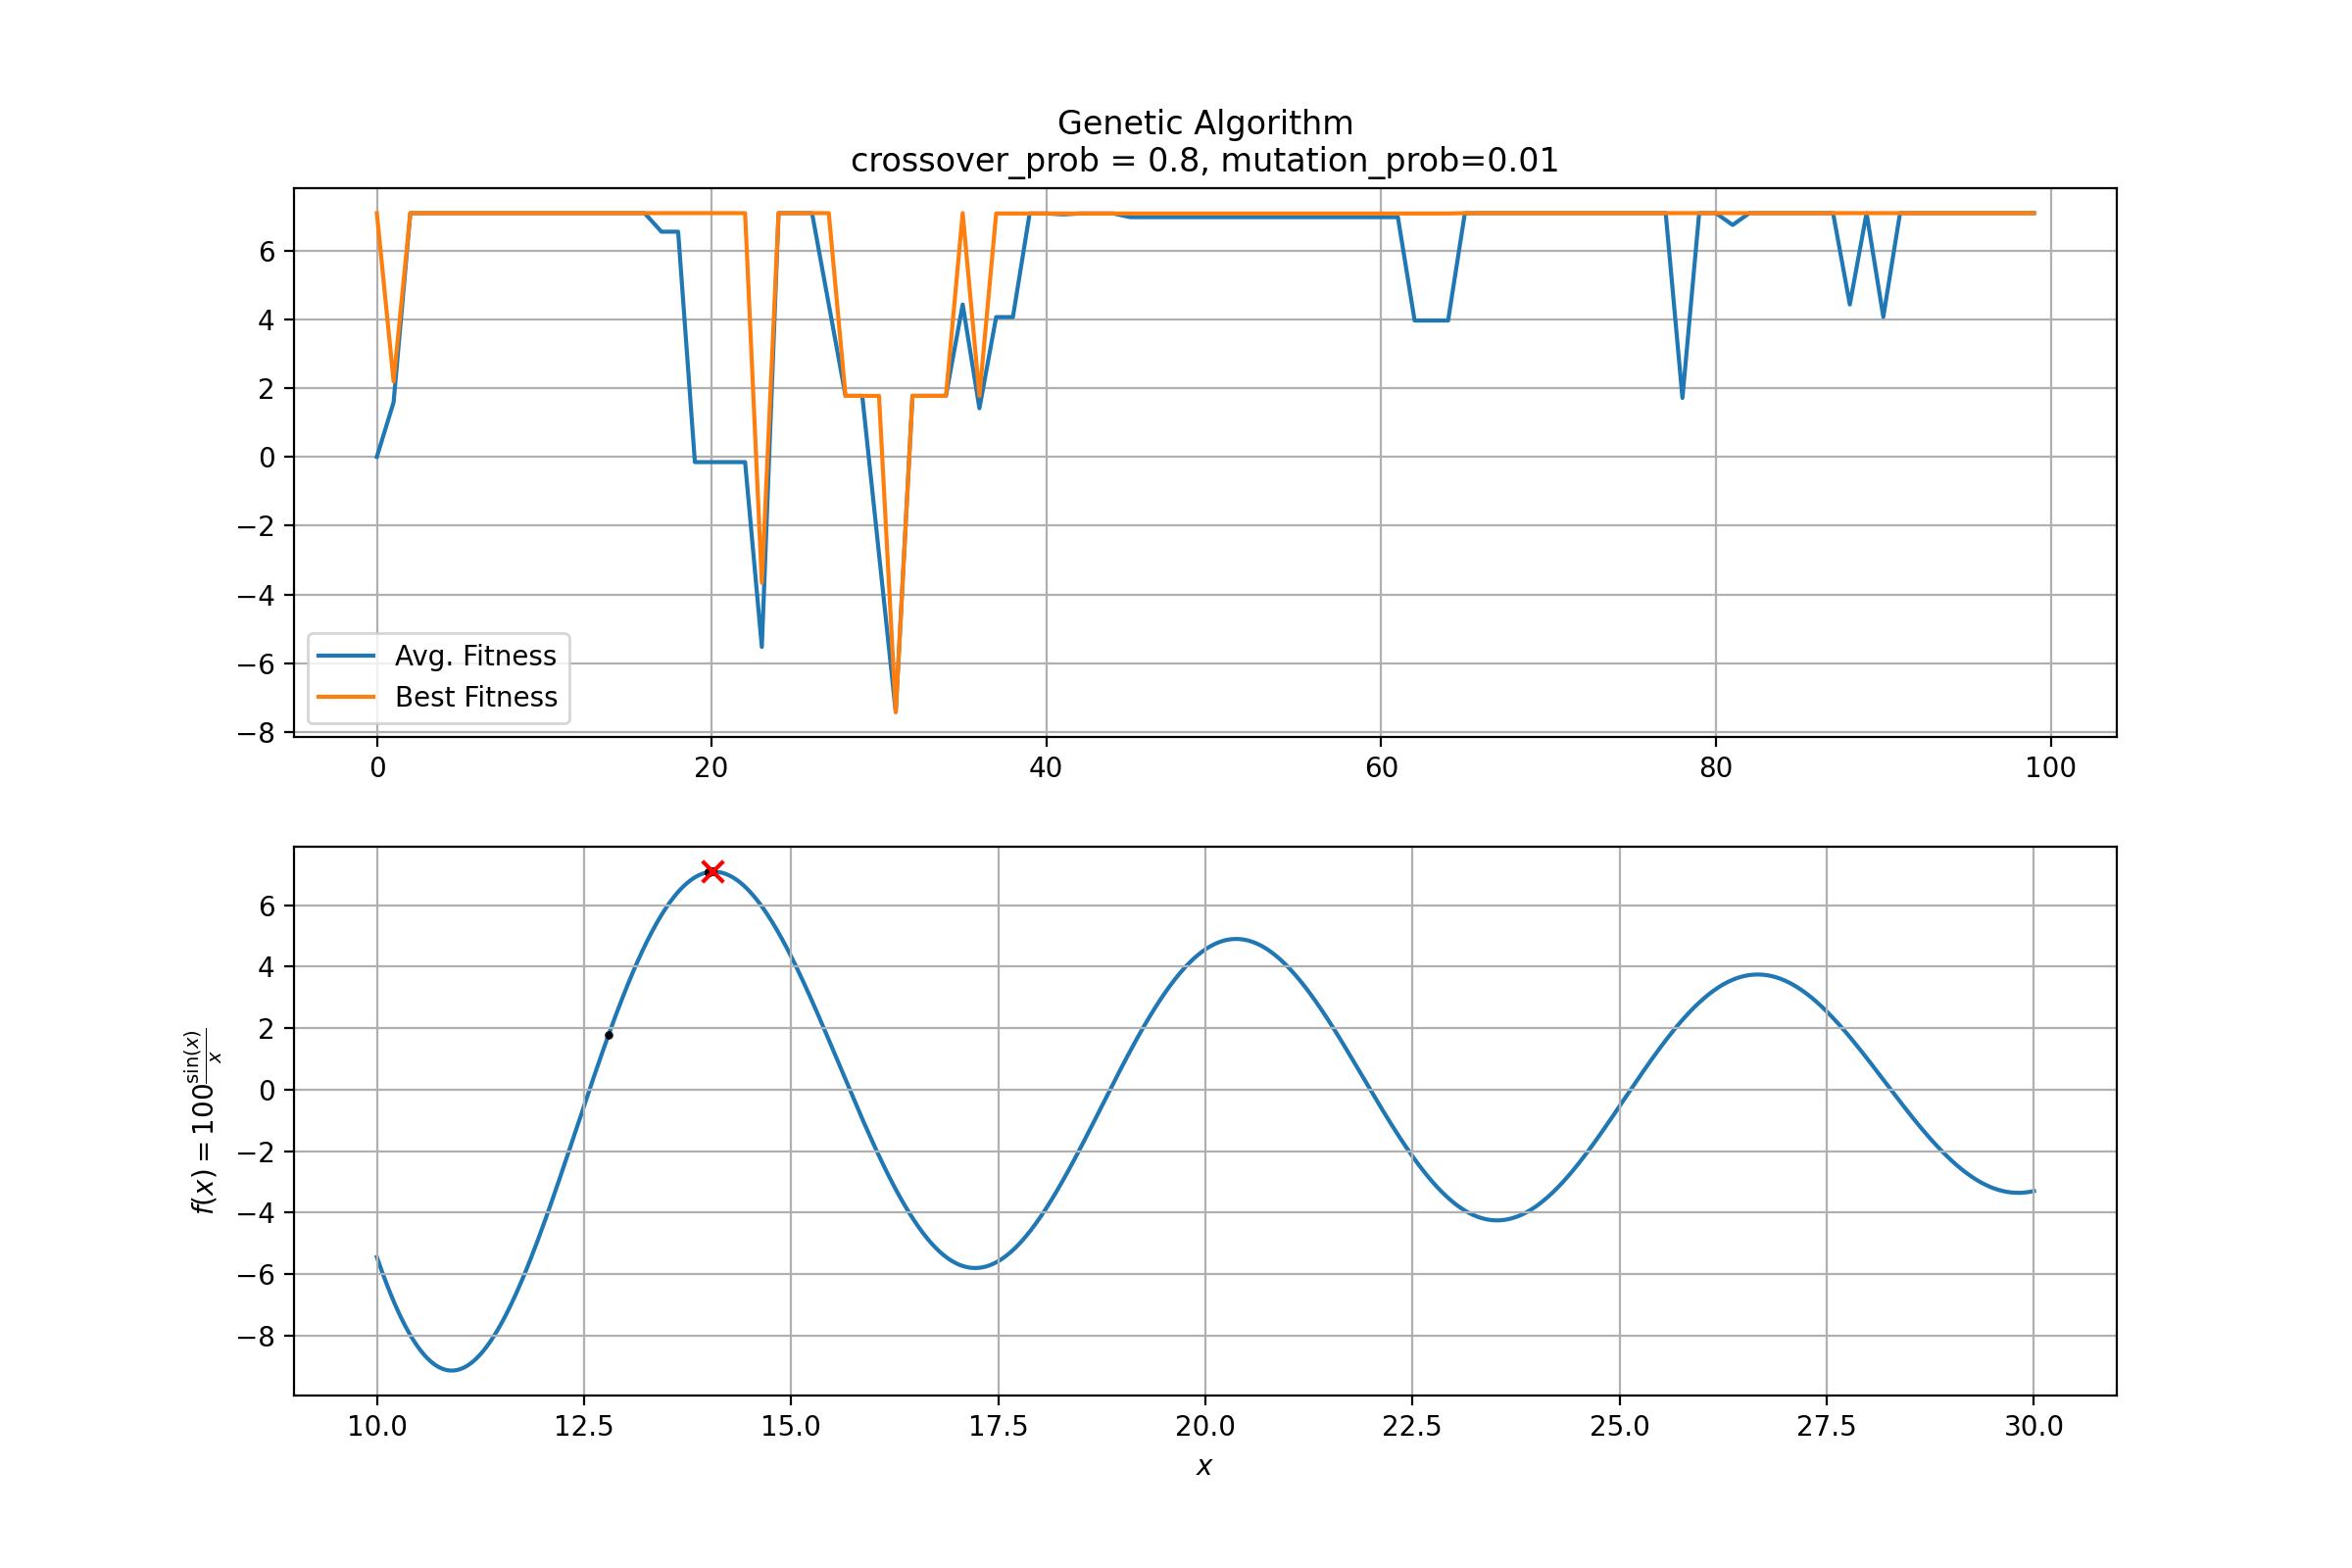 Genetic Algorithm
crossover_prob = 0.8, mutation_prob=0.01
6
4
2
0
−2
−4
−6
−8
Avg. Fitness
Best Fitness
0 20 40 60 80 100
f(x) = 100^{\frac{sin(x)}{x}}
6
4
2
0
−2
−4
−6
−8
10.0 12.5 15.0 17.5 20.0 22.5 25.0 27.5 30.0
x